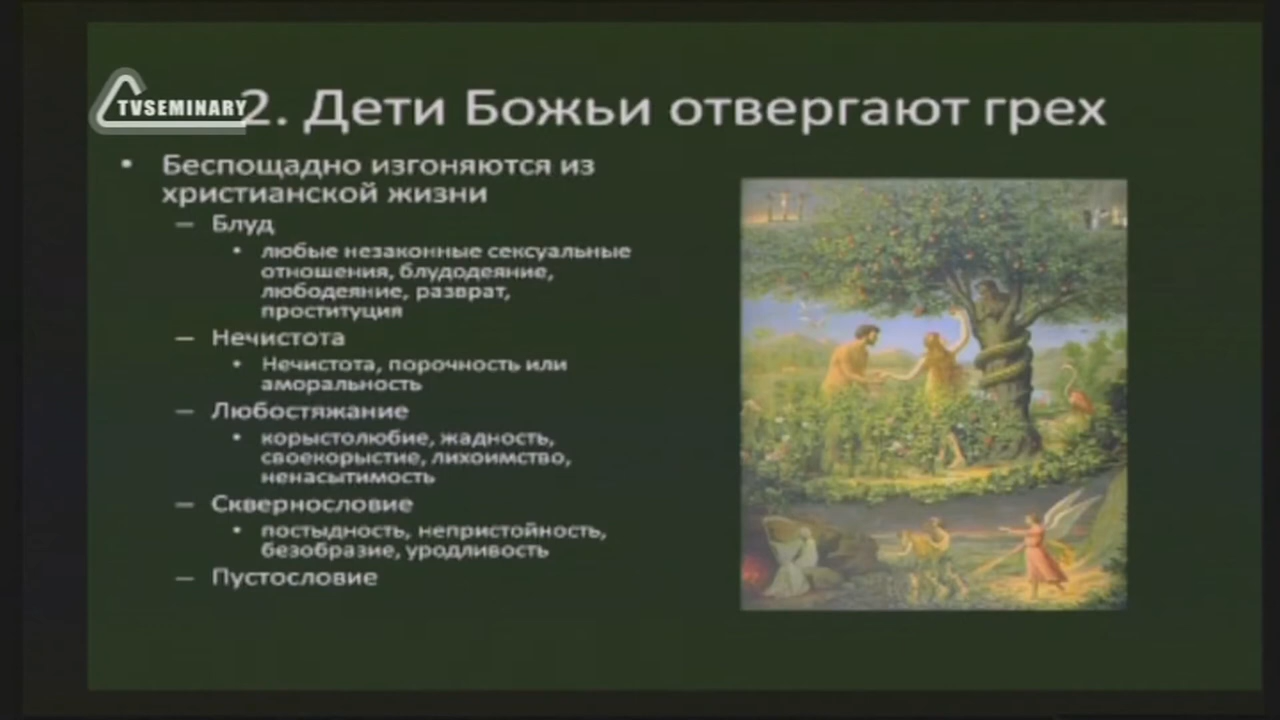 TVSEMINARY
2. Дети Божьи отвергают грех
• Беспощадно изгоняются из
христианской жизни
– Блуд
• любые незаконные сексуальные
отношения, блудодеяние,
любодеяние, разврат,
проституция
– Нечистота
• Нечистота, порочность или
аморальность
– Любостяжание
• корыстолюбие, жадность,
своекорыстие, лихоимство,
ненасытимость
– Сквернословие
• постыдность, непристойность,
безобразие, уродливость
– Пустословие